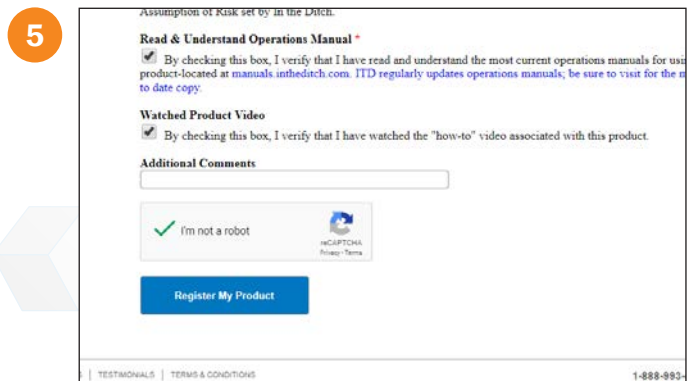 5
Assumption of Risk set by In the Ditch.
Read & Understand Operations Manual *
By checking this box, I verify that I have read and understand the most current operations manuals for usi
product-located at manuals.intheditch.com. ITD regularly updates operations manuals; be sure to visit for the m
to date copy.
Watched Product Video
By checking this box, I verify that I have watched the "how-to" video associated with this product.
Additional Comments
I'm not a robot
reCAPTCHA
Privacy - Terms
Register My Product
| TESTIMONIALS | TERMS & CONDITIONS
1-888-993-